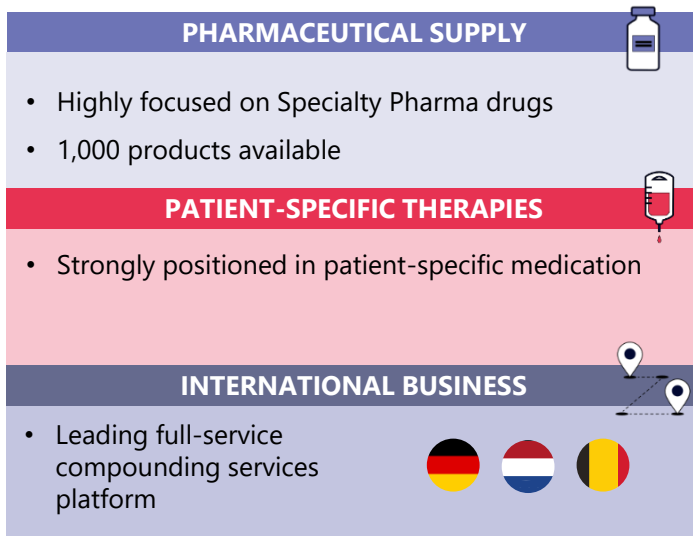 PHARMACEUTICAL SUPPLY
• Highly focused on Specialty Pharma drugs
• 1,000 products available
PATIENT-SPECIFIC THERAPIES
• Strongly positioned in patient-specific medication
INTERNATIONAL BUSINESS
• Leading full-service
compounding services
platform